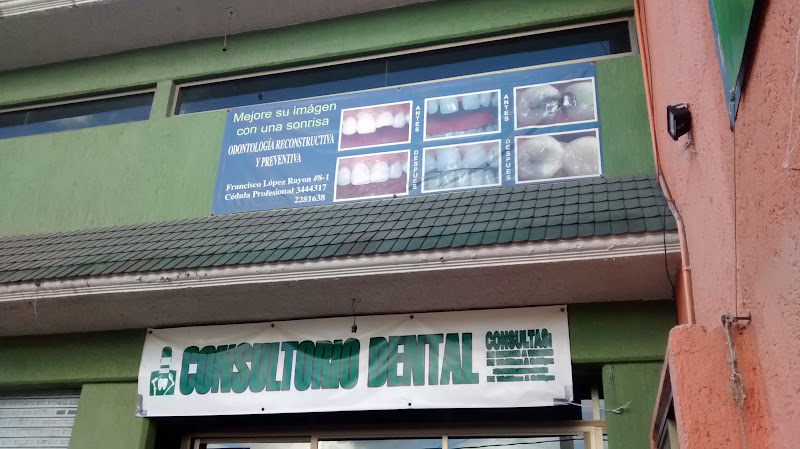 Mejore su imágen
con una sonrisa
ODONTOLOGÍA RECONSTRUCTIVA
Y PREVENTIVA
Francisco López Rayon #8-1
Cédula Profesional 3444317
2281638
ANTES
DESPUES
ANTES
DESPUES
CONSULTORIO DENTAL
CONSULTAS: